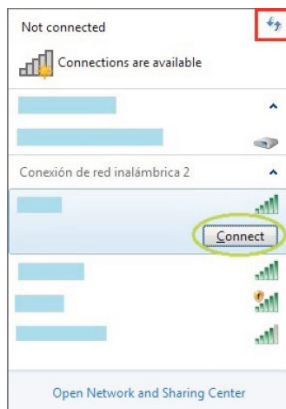 Not connected
Connections are available
Conexión de red inalámbrica 2
Connect
Open Network and Sharing Center